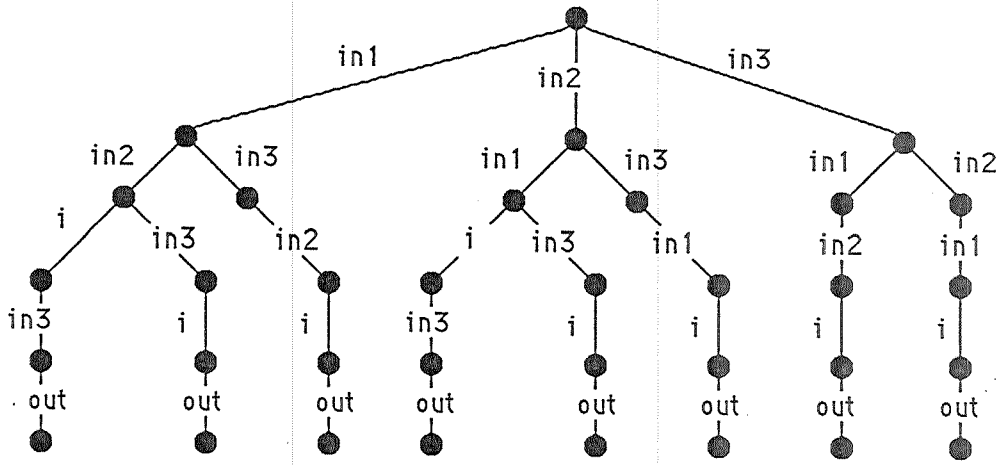 in1 in2 in3
in2 in3 in1 in3 in1 in2
i in3 in2 i in3 in1 in2 in1
in3 i i in3 i i i i
out out out out out out out out